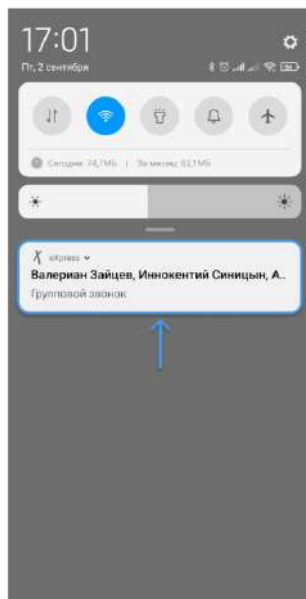 17:01
Пт, 2 сентября
Сегодня: 74,7МБ | За месяц: 82,1МБ
eXpress
Валериан Зайцев, Иннокентий Синицын, А..
Групповой звонок